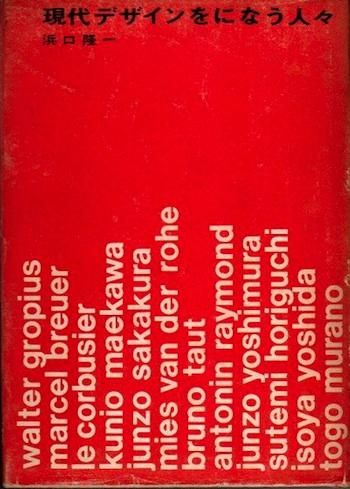 現代デザインをになう人々
浜口隆一
walter gropius
marcel breuer
le corbusier
kunio maekawa
junzo sakakura
mies van der rohe
bruno taut
antonin raymond
junzo yoshimura
sutemi horiguchi
isoya yoshida
togo murano